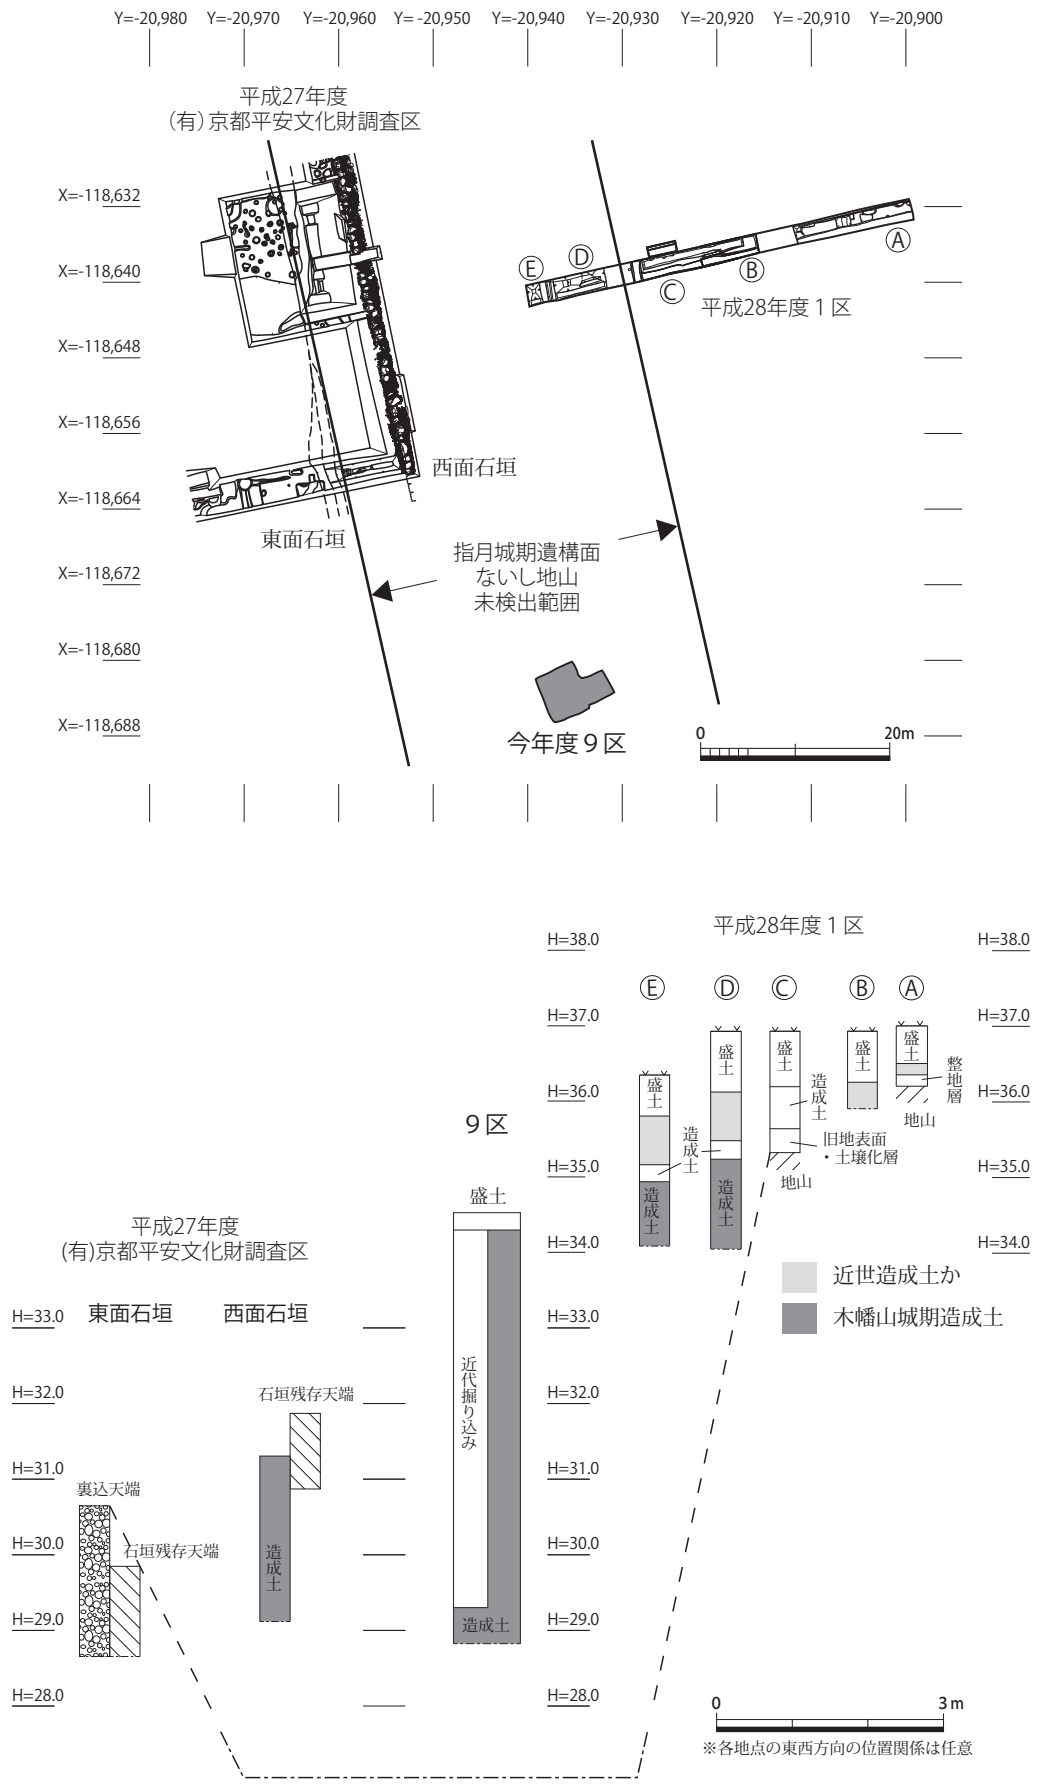 Y=-20,980 Y=-20,970 Y=-20,960 Y=-20,950 Y=-20,940 Y=-20,930 Y=-20,920 Y= -20,910 Y=-20,900
平成27年度
（有）京都平安文化財調査区
X=-118,632
X=-118,640
X=-118,648
X=-118,656
X=-118,664
X=-118,672
X=-118,680
X=-118,688
Ⓐ
Ⓑ
Ⓒ
Ⓓ
Ⓔ
平成28年度１区
西面石垣
東面石垣
指月城期遺構面
ないし地山
未検出範囲
今年度９区
0 20m
平成28年度１区
H=38.0 H=38.0
H=37.0 H=37.0
H=36.0 H=36.0
H=35.0 H=35.0
H=34.0 H=34.0
Ⓔ Ⓓ Ⓒ Ⓑ Ⓐ
盛土
盛土
盛土
盛土
盛土
整地層
地山
造成土
旧地表面
・土壌化層
地山
造成土
造成土
造成土
近世造成土か
木幡山城期造成土
９区
盛土
近代掘り込み
造成土
平成27年度
(有)京都平安文化財調査区
東面石垣 西面石垣
H=33.0 H=33.0
H=32.0 H=32.0
H=31.0 H=31.0
H=30.0 H=30.0
H=29.0 H=29.0
H=28.0 H=28.0
石垣残存天端
裏込天端
石垣残存天端
造成土
0 3 m
※各地点の東西方向の位置関係は任意